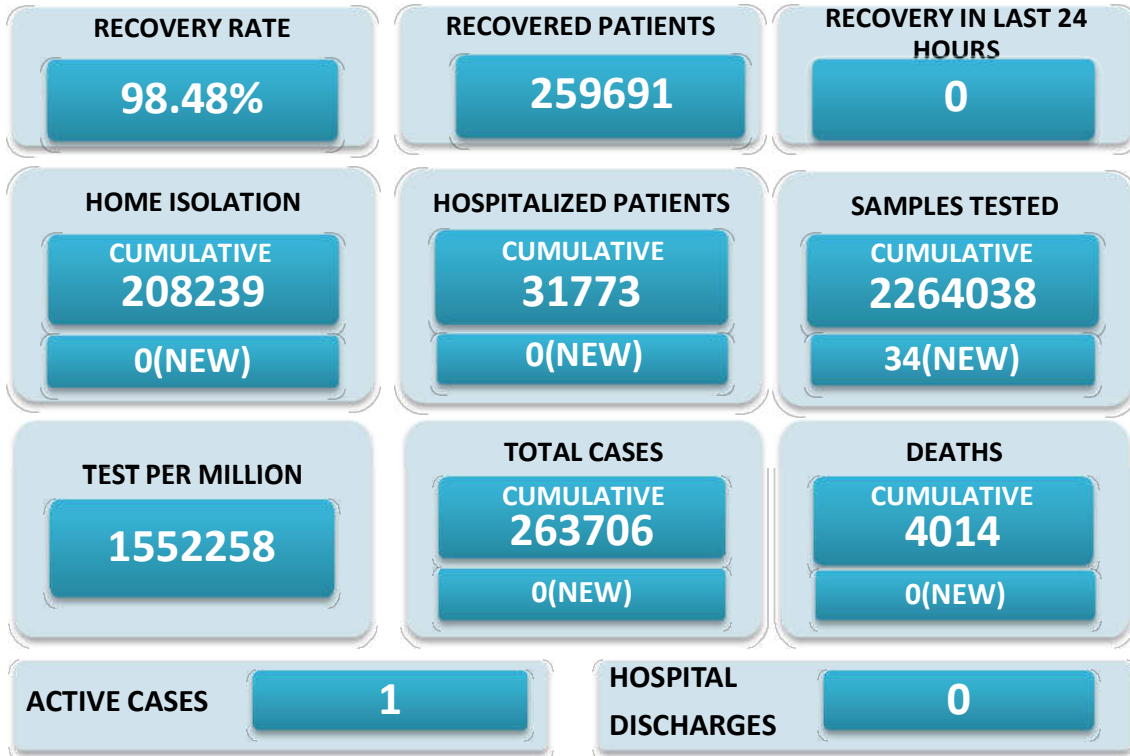 RECOVERY RATE
98.48%
RECOVERED PATIENTS
259691
RECOVERY IN LAST 24
HOURS
0
HOME ISOLATION
CUMULATIVE
208239
0(NEW)
HOSPITALIZED PATIENTS
CUMULATIVE
31773
0(NEW)
SAMPLES TESTED
CUMULATIVE
2264038
34(NEW)
TEST PER MILLION
1552258
TOTAL CASES
CUMULATIVE
263706
0(NEW)
DEATHS
CUMULATIVE
4014
0(NEW)
ACTIVE CASES
1
HOSPITAL
DISCHARGES
0